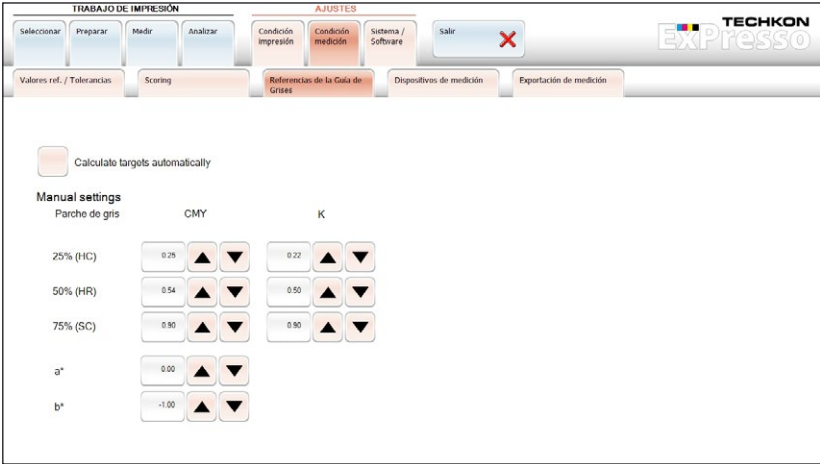 TRABAJO DE IMPRESIÓN AJUSTES
TECHKON
ExPresso
Seleccionar Preparar Medir Analizar Condición impresión Condición medición Sistema / Software Salir
Valores ref. / Tolerancias Scoring Referencias de la Guía de Grises Dispositivos de medición Exportación de medición
Calculate targets automatically
Manual settings
Parche de gris CMY K
25% (HC) 0.25 0.22
50% (HR) 0.54 0.50
75% (SC) 0.90 0.90
a* 0.00
b* -1.00